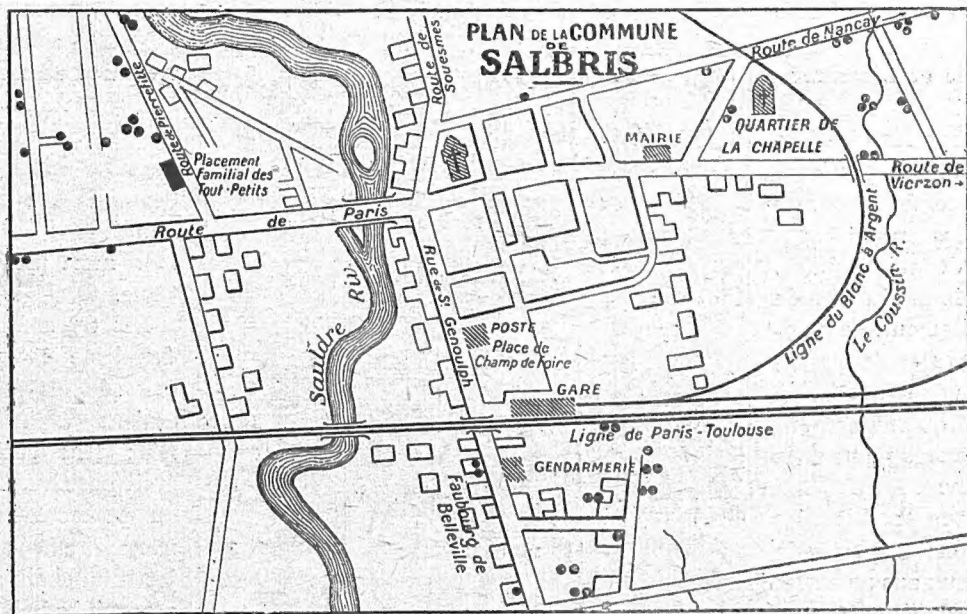 PLAN DE LA COMMUNE
DE
SALBRIS
Route de Nançay
Route de
Souesmes
Route de Pierrefitte
Placement
Familial des
Tout-Petits
MAIRIE
QUARTIER DE
LA CHAPELLE
Route de
Vierzon →
Route de Paris
Sauldre Riv.
Rue de St Genoulph
POSTE
Place de
Champ de Foire
GARE
Ligne du Blanc à Argent
Le Coussin R.
Ligne de Paris-Toulouse
GENDARMERIE
Faubourg de
Belleville